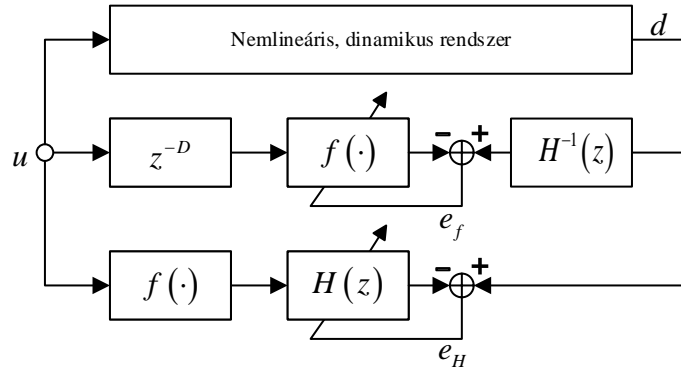 Nemlineáris, dinamikus rendszer
d
u
z^{-D}
f(·)
- +
H^{-1}(z)
e_f
f(·)
H(z)
- +
e_H